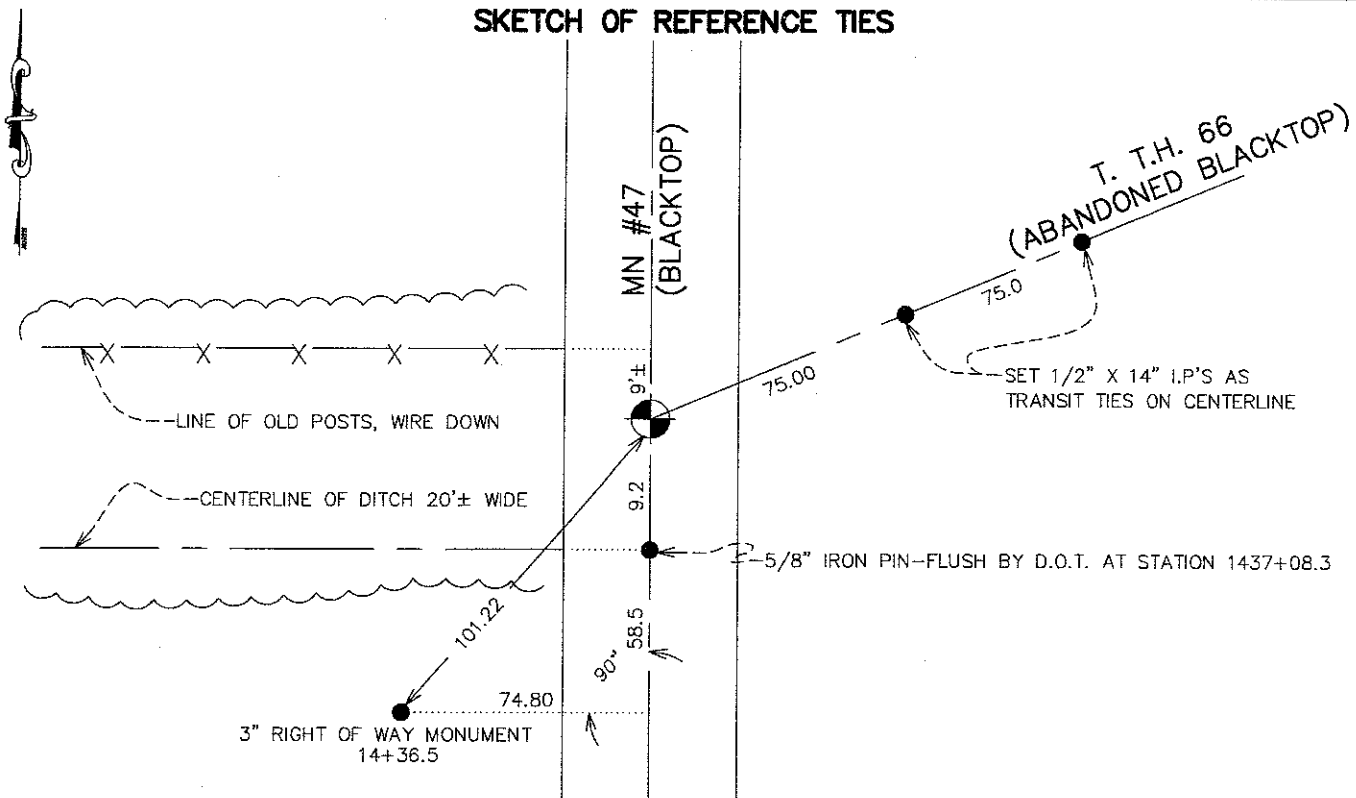 SKETCH OF REFERENCE TIES
MN #47
(BLACKTOP)
T. T.H. 66
(ABANDONED BLACKTOP)
75.0
75.00
SET 1/2" X 14" I.P'S AS
TRANSIT TIES ON CENTERLINE
9'±
LINE OF OLD POSTS, WIRE DOWN
CENTERLINE OF DITCH 20'± WIDE
9.2
5/8" IRON PIN-FLUSH BY D.O.T. AT STATION 1437+08.3
101.22
58.5
90"
74.80
3" RIGHT OF WAY MONUMENT
14+36.5